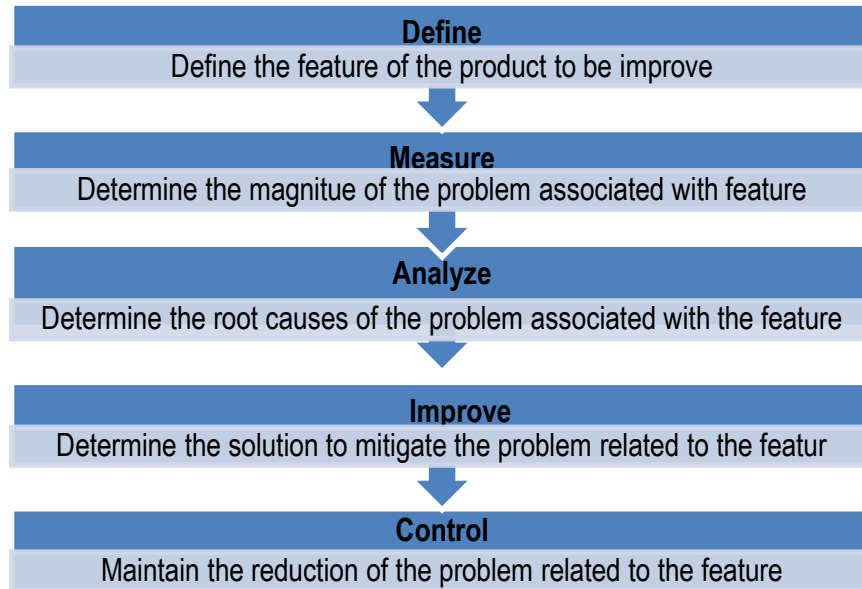 Define
Define the feature of the product to be improve
Measure
Determine the magnitue of the problem associated with feature
Analyze
Determine the root causes of the problem associated with the feature
Improve
Determine the solution to mitigate the problem related to the featur
Control
Maintain the reduction of the problem related to the feature